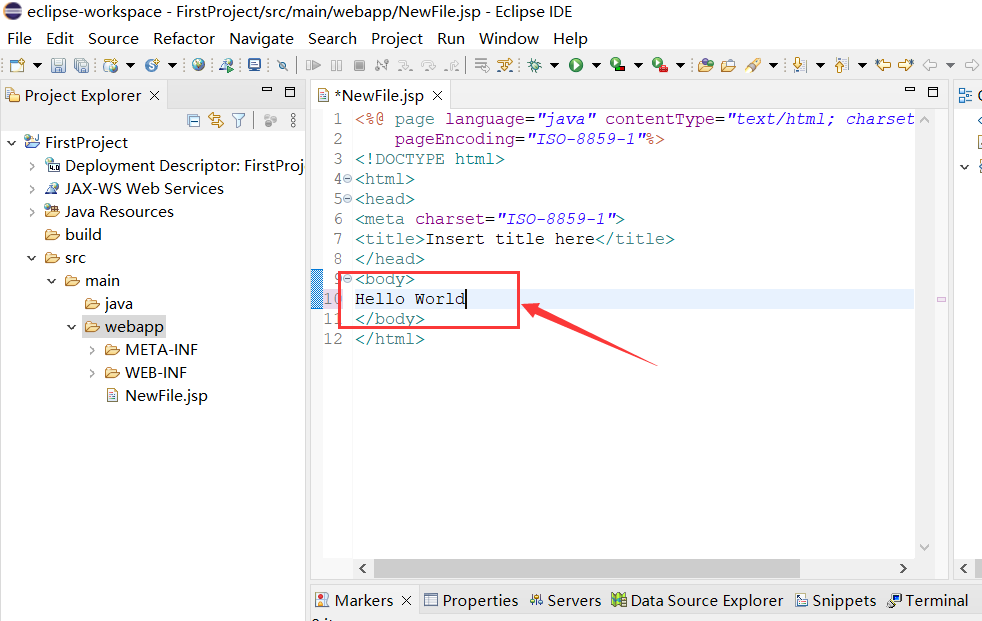 eclipse-workspace - FirstProject/src/main/webapp/NewFile.jsp - Eclipse IDE
File Edit Source Refactor Navigate Search Project Run Window Help
Project Explorer
FirstProject
Deployment Descriptor: FirstProj
JAX-WS Web Services
Java Resources
build
src
main
java
webapp
META-INF
WEB-INF
NewFile.jsp
*NewFile.jsp
1 <%@ page language="java" contentType="text/html; charset
2 pageEncoding="ISO-8859-1"%>
3 <!DOCTYPE html>
4 <html>
5 <head>
6 <meta charset="ISO-8859-1">
7 <title>Insert title here</title>
8 </head>
9 <body>
10 Hello World
11 </body>
12 </html>
Markers Properties Servers Data Source Explorer Snippets Terminal